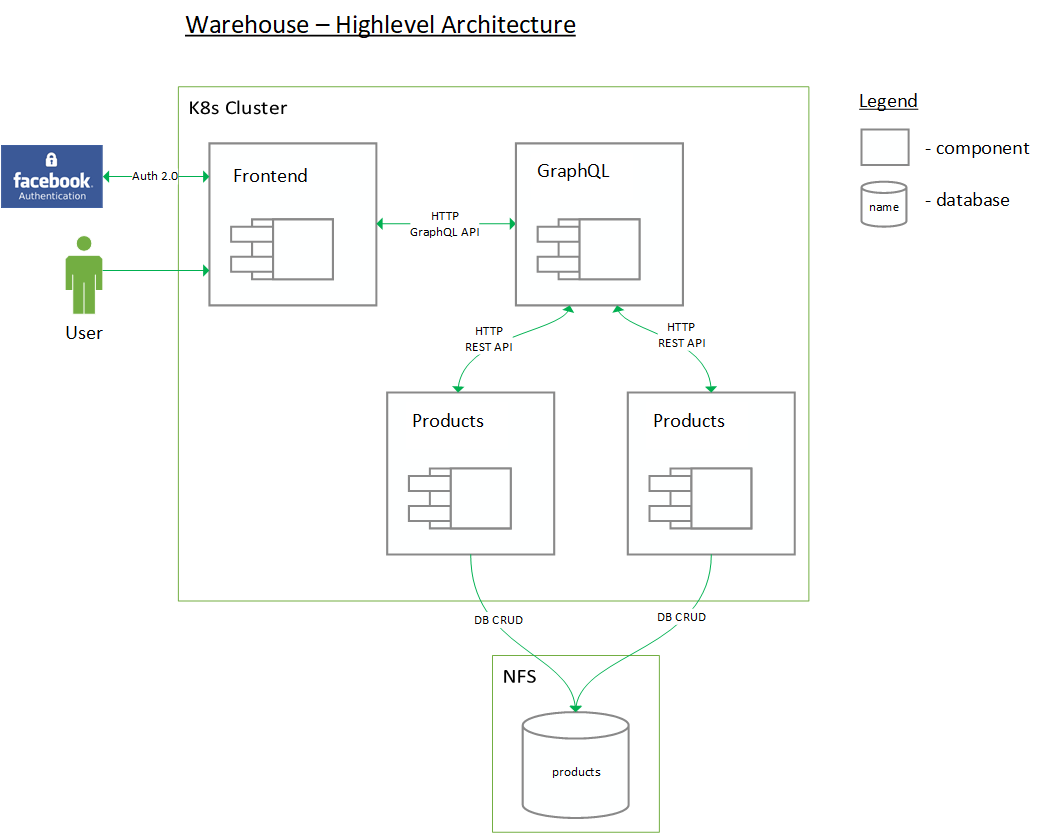 Warehouse – Highlevel Architecture
K8s Cluster
Legend
- component
name
- database
facebook.
Authentication
Auth 2.0
Frontend
HTTP
GraphQL API
GraphQL
User
HTTP
REST API
HTTP
REST API
Products
Products
DB CRUD
DB CRUD
NFS
products